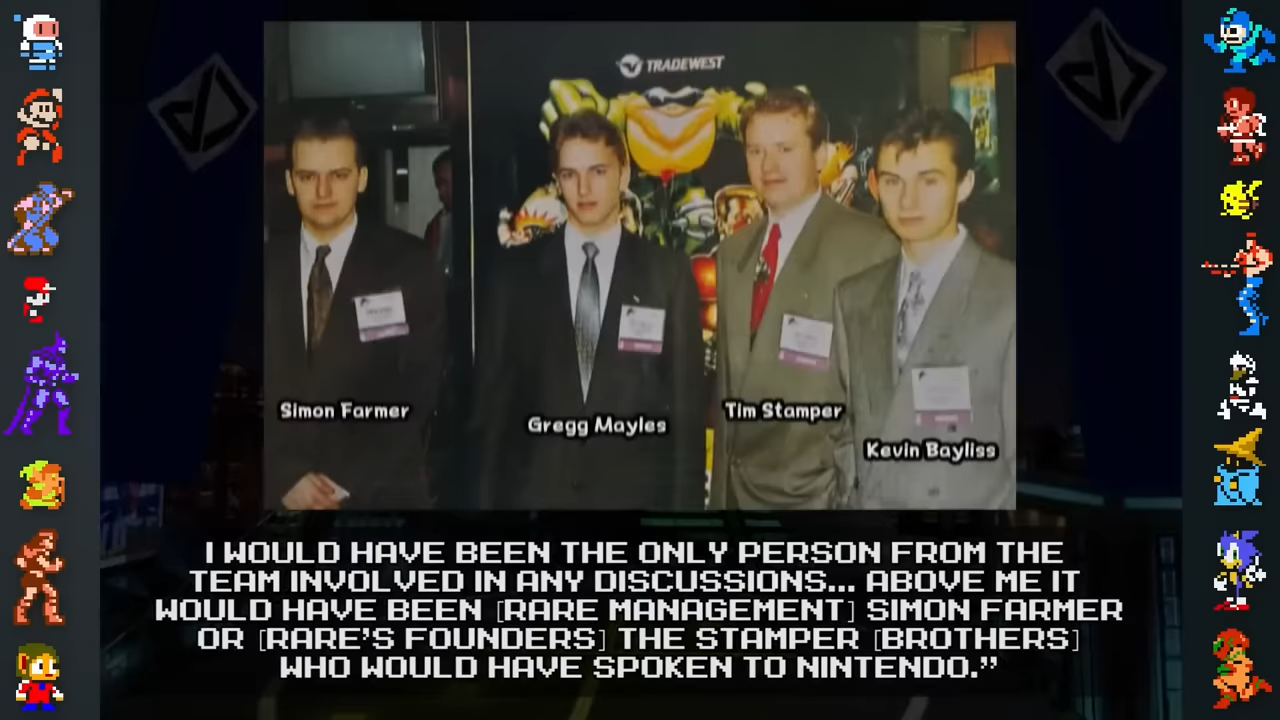 TRADEWEST
Simon Farmer
Gregg Mayles
Tim Stamper
Kevin Bayliss
I WOULD HAVE BEEN THE ONLY PERSON FROM THE
TEAM INVOLVED IN ANY DISCUSSIONS... ABOVE ME IT
WOULD HAVE BEEN [RARE MANAGEMENT] SIMON FARMER
OR [RARE'S FOUNDERS] THE STAMPER [BROTHERS]
WHO WOULD HAVE SPOKEN TO NINTENDO."